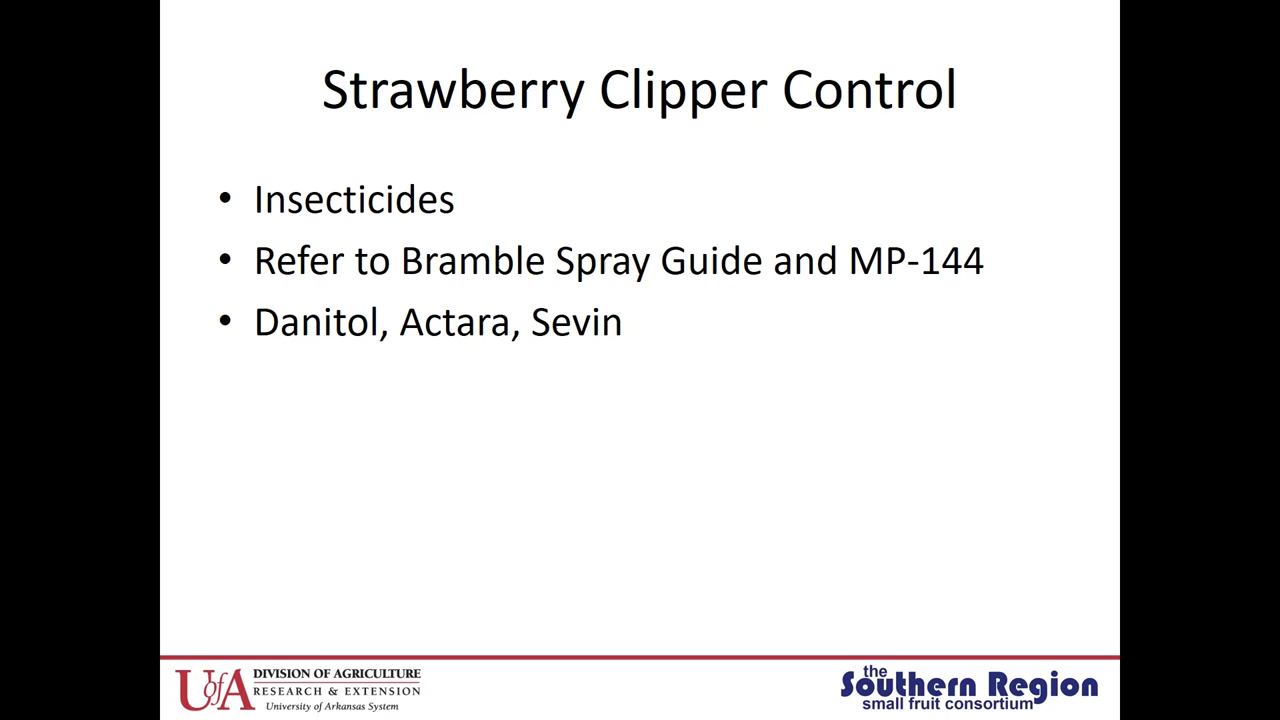 Strawberry Clipper Control
• Insecticides
• Refer to Bramble Spray Guide and MP-144
• Danitol, Actara, Sevin
UofA DIVISION OF AGRICULTURE
RESEARCH & EXTENSION
University of Arkansas System
the
Southern Region
small fruit consortium